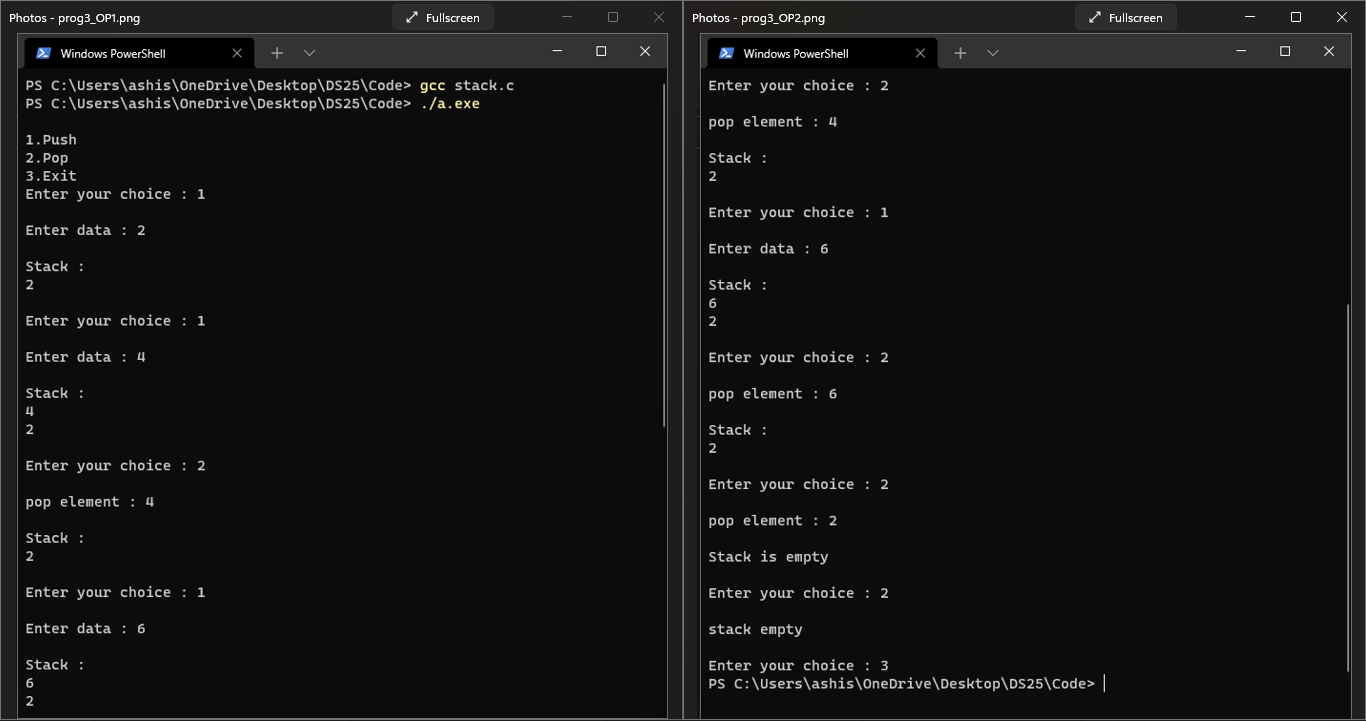 Photos - prog3_OP1.png
Fullscreen
Windows PowerShell
PS C:\Users\ashis\OneDrive\Desktop\DS25\Code> gcc stack.c
PS C:\Users\ashis\OneDrive\Desktop\DS25\Code> ./a.exe
1.Push
2.Pop
3.Exit
Enter your choice : 1
Enter data : 2
Stack :
2
Enter your choice : 1
Enter data : 4
Stack :
4
2
Enter your choice : 2
pop element : 4
Stack :
2
Enter your choice : 1
Enter data : 6
Stack :
6
2
Photos - prog3_OP2.png
Fullscreen
Windows PowerShell
Enter your choice : 2
pop element : 4
Stack :
2
Enter your choice : 1
Enter data : 6
Stack :
6
2
Enter your choice : 2
pop element : 6
Stack :
2
Enter your choice : 2
pop element : 2
Stack is empty
Enter your choice : 2
stack empty
Enter your choice : 3
PS C:\Users\ashis\OneDrive\Desktop\DS25\Code>